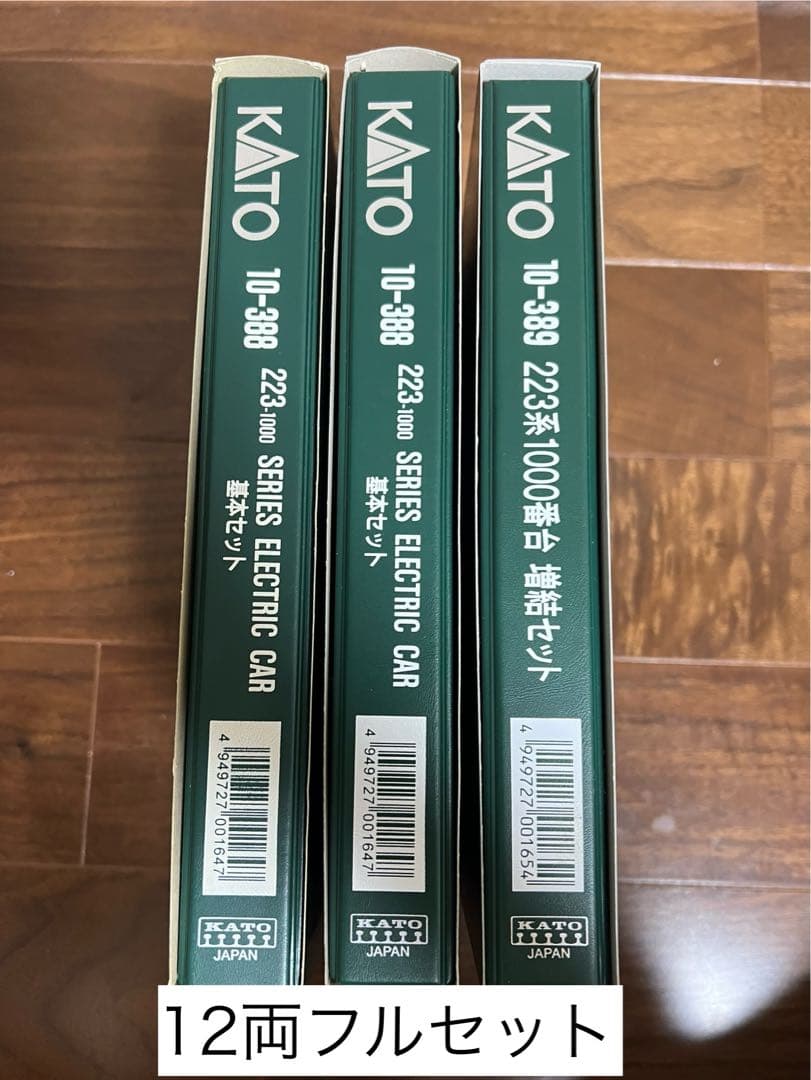 KATO 10-388 223-1000 SERIES ELECTRIC CAR
基本セット
4 949727 001647
KATO
JAPAN
KATO 10-388 223-1000 SERIES ELECTRIC CAR
基本セット
4 949727 001647
KATO
JAPAN
KATO 10-389 223系1000番台 増結セット
4 949727 001654
KATO
JAPAN
12両フルセット